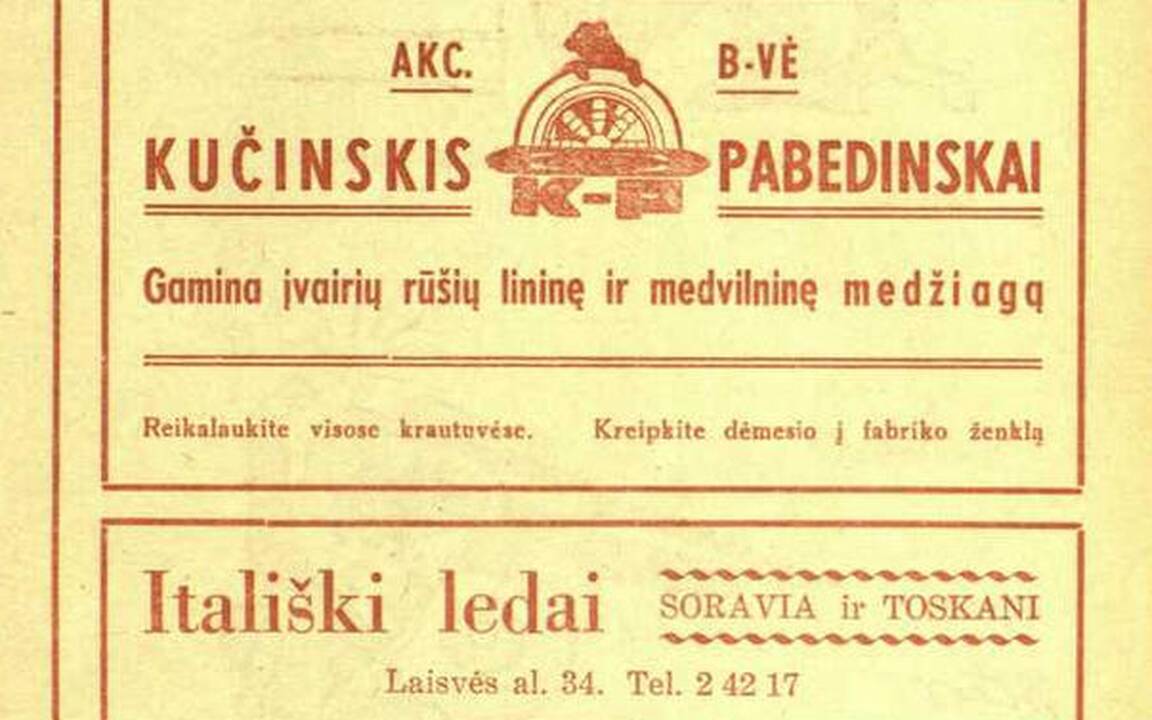 AKC. B-VĖ
KUČINSKIS K-P PABEDINSKAI
Gamina įvairių rūšių lininę ir medvilninę medžiagą
Reikalaukite visose krautuvėse. Kreipkite dėmesio į fabriko ženklą
Itališki ledai SORAVIA ir TOSKANI
Laisvės al. 34. Tel. 2 42 17